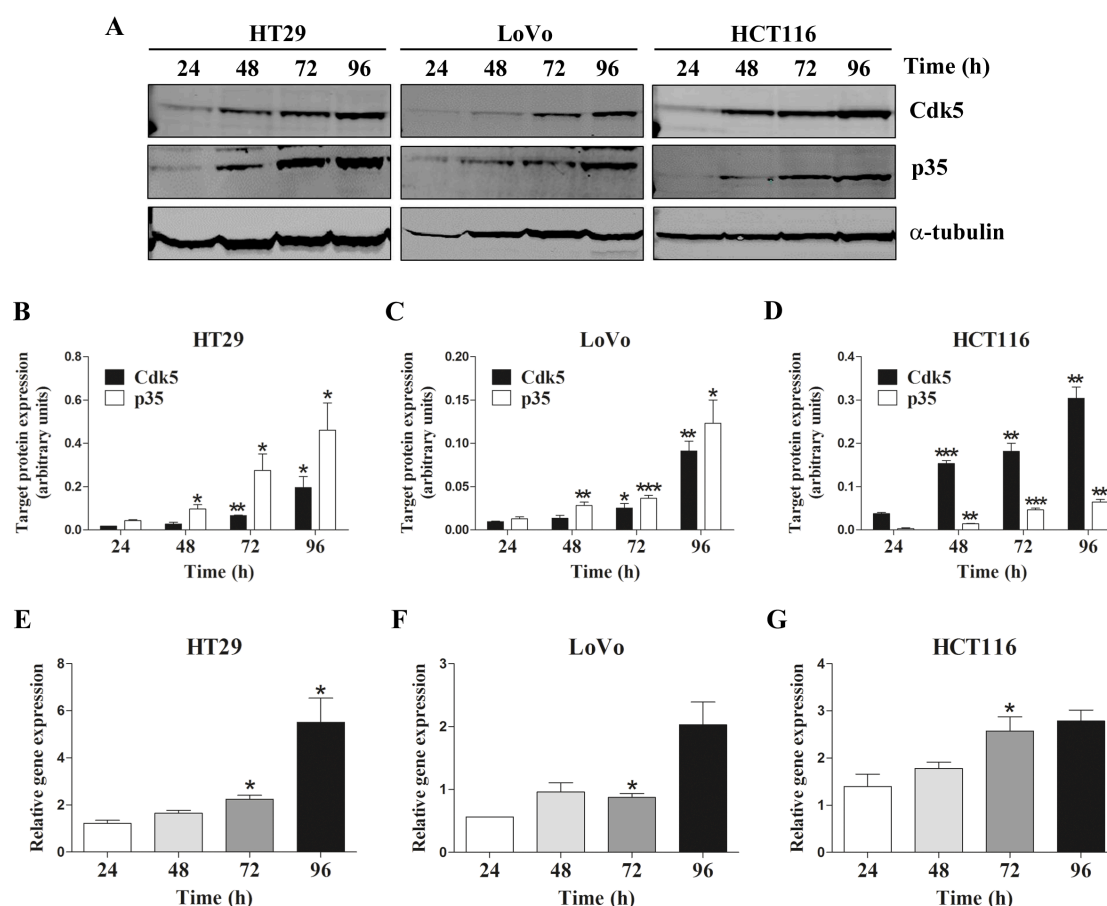 A
HT29 LoVo HCT116
24 48 72 96 24 48 72 96 24 48 72 96 Time (h)
Cdk5
p35
α-tubulin
B
HT29
Target protein expression
(arbitrary units)
0.8
0.6
0.4
0.2
0.0
Cdk5
p35
* ** * * *
24 48 72 96
Time (h)
C
LoVo
Target protein expression
(arbitrary units)
0.20
0.15
0.10
0.05
0.00
Cdk5
p35
** * *** ** *
24 48 72 96
Time (h)
D
HCT116
Target protein expression
(arbitrary units)
0.4
0.3
0.2
0.1
0.0
Cdk5
p35
*** ** ** *** ** **
24 48 72 96
Time (h)
E
HT29
Relative gene expression
8
6
4
2
0
* *
24 48 72 96
Time (h)
F
LoVo
Relative gene expression
3
2
1
0
*
24 48 72 96
Time (h)
G
HCT116
Relative gene expression
4
3
2
1
0
*
24 48 72 96
Time (h)